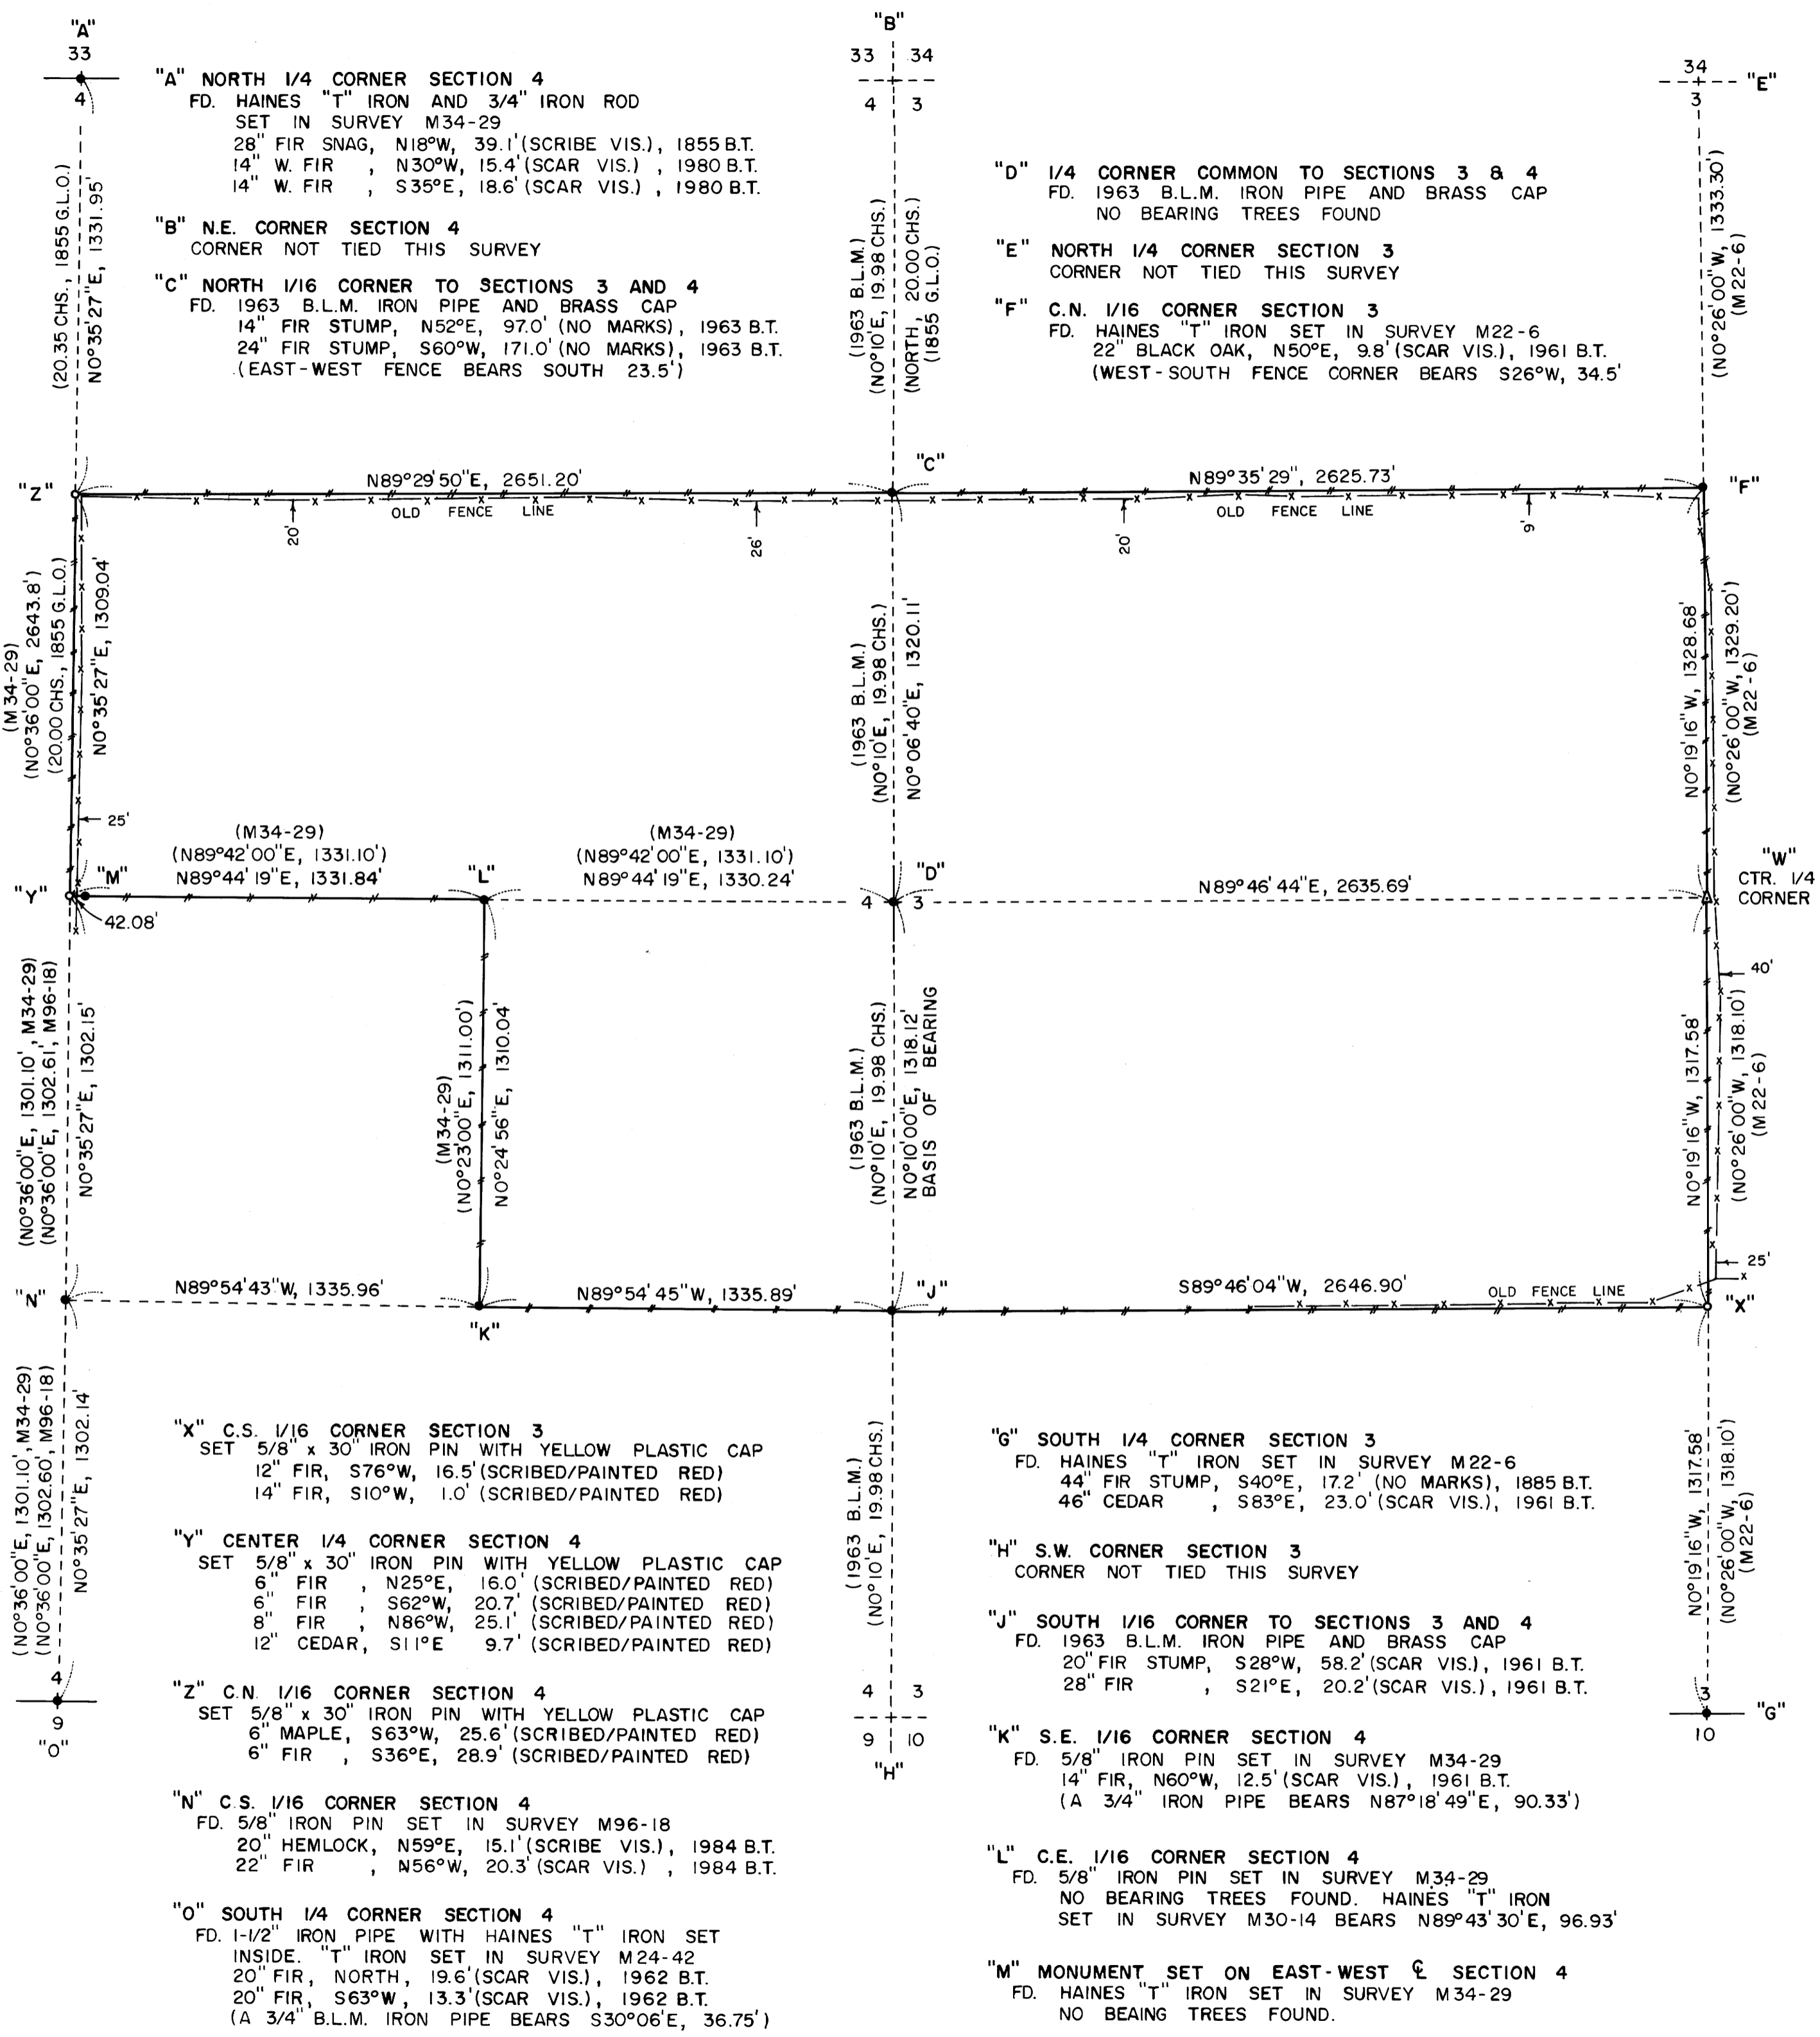 "A"
33
4
"B"
33 34
4 3
34
3
"E"
"A" NORTH 1/4 CORNER SECTION 4
FD. HAINES "T" IRON AND 3/4" IRON ROD
SET IN SURVEY M34-29
28" FIR SNAG, N18°W, 39.1' (SCRIBE VIS.), 1855 B.T.
14" W. FIR , N30°W, 15.4' (SCAR VIS.) , 1980 B.T.
14" W. FIR , S35°E, 18.6' (SCAR VIS.) , 1980 B.T.
"B" N.E. CORNER SECTION 4
CORNER NOT TIED THIS SURVEY
"C" NORTH 1/16 CORNER TO SECTIONS 3 AND 4
FD. 1963 B.L.M. IRON PIPE AND BRASS CAP
14" FIR STUMP, N52°E, 97.0' (NO MARKS), 1963 B.T.
24" FIR STUMP, S60°W, 171.0' (NO MARKS), 1963 B.T.
(EAST-WEST FENCE BEARS SOUTH 23.5')
"D" 1/4 CORNER COMMON TO SECTIONS 3 & 4
FD. 1963 B.L.M. IRON PIPE AND BRASS CAP
NO BEARING TREES FOUND
"E" NORTH 1/4 CORNER SECTION 3
CORNER NOT TIED THIS SURVEY
"F" C.N. 1/16 CORNER SECTION 3
FD. HAINES "T" IRON SET IN SURVEY M22-6
22" BLACK OAK, N50°E, 9.8' (SCAR VIS.), 1961 B.T.
(WEST-SOUTH FENCE CORNER BEARS S26°W, 34.5'
(20.35 CHS., 1855 G.L.O.)
N0°35'27"E, 1331.95'
(1963 B.L.M.)
(N0°10'E, 19.98 CHS.)
(NORTH, 20.00 CHS.)
(1855 G.L.O.)
(N0°26'00"W, 1333.30')
(M22-6)
"Z"
N89°29'50"E, 2651.20'
OLD FENCE LINE
20'
26'
"C"
N89°35'29", 2625.73'
OLD FENCE LINE
20'
9'
"F"
(M34-29)
(N0°36'00"E, 2643.8')
(20.00 CHS., 1855 G.L.O.)
N0°35'27"E, 1309.04'
25'
(1963 B.L.M.)
(N0°10'E, 19.98 CHS.)
N0°06'40"E, 1320.11'
N0°19'16"W, 1328.68'
(N0°26'00"W, 1329.20')
(M22-6)
"Y"
"M"
42.08'
(M34-29)
(N89°42'00"E, 1331.10')
N89°44'19"E, 1331.84'
"L"
(M34-29)
(N89°42'00"E, 1331.10')
N89°44'19"E, 1330.24'
"D"
4 3
N89°46'44"E, 2635.69'
"W"
CTR. 1/4
CORNER
(N0°36'00"E, 1301.10', M34-29)
(N0°36'00"E, 1302.61', M96-18)
N0°35'27"E, 1302.15'
(M34-29)
(N0°23'00"E, 1311.00')
N0°24'56"E, 1310.04'
(1963 B.L.M.)
(N0°10'E, 19.98 CHS.)
N0°10'00"E, 1318.12'
BASIS OF BEARING
N0°19'16"W, 1317.58'
40'
(N0°26'00"W, 1318.10')
(M22-6)
25'
"N"
N89°54'43"W, 1335.96'
"K"
N89°54'45"W, 1335.89'
"J"
S89°46'04"W, 2646.90'
OLD FENCE LINE
"X"
(N0°36'00"E, 1301.10', M34-29)
(N0°36'00"E, 1302.60', M96-18)
N0°35'27"E, 1302.14'
4
9
"O"
(1963 B.L.M.)
(N0°10'E, 19.98 CHS.)
4 3
9 10
"H"
N0°19'16"W, 1317.58'
(N0°26'00"W, 1318.10')
(M22-6)
3
10
"G"
"X" C.S. 1/16 CORNER SECTION 3
SET 5/8" x 30" IRON PIN WITH YELLOW PLASTIC CAP
12" FIR, S76°W, 16.5' (SCRIBED/PAINTED RED)
14" FIR, S10°W, 1.0' (SCRIBED/PAINTED RED)
"Y" CENTER 1/4 CORNER SECTION 4
SET 5/8" x 30" IRON PIN WITH YELLOW PLASTIC CAP
6" FIR , N25°E, 16.0' (SCRIBED/PAINTED RED)
6" FIR , S62°W, 20.7' (SCRIBED/PAINTED RED)
8" FIR , N86°W, 25.1' (SCRIBED/PAINTED RED)
12" CEDAR, S11°E 9.7' (SCRIBED/PAINTED RED)
"Z" C.N. 1/16 CORNER SECTION 4
SET 5/8" x 30" IRON PIN WITH YELLOW PLASTIC CAP
6" MAPLE, S63°W, 25.6' (SCRIBED/PAINTED RED)
6" FIR , S36°E, 28.9' (SCRIBED/PAINTED RED)
"N" C.S. 1/16 CORNER SECTION 4
FD. 5/8" IRON PIN SET IN SURVEY M96-18
20" HEMLOCK, N59°E, 15.1' (SCRIBE VIS.), 1984 B.T.
22" FIR , N56°W, 20.3' (SCAR VIS.) , 1984 B.T.
"O" SOUTH 1/4 CORNER SECTION 4
FD. 1-1/2" IRON PIPE WITH HAINES "T" IRON SET
INSIDE. "T" IRON SET IN SURVEY M24-42
20" FIR, NORTH, 19.6' (SCAR VIS.), 1962 B.T.
20" FIR, S63°W, 13.3' (SCAR VIS.), 1962 B.T.
(A 3/4" B.L.M. IRON PIPE BEARS S30°06'E, 36.75')
"G" SOUTH 1/4 CORNER SECTION 3
FD. HAINES "T" IRON SET IN SURVEY M22-6
44" FIR STUMP, S40°E, 17.2' (NO MARKS), 1885 B.T.
46" CEDAR , S83°E, 23.0' (SCAR VIS.), 1961 B.T.
"H" S.W. CORNER SECTION 3
CORNER NOT TIED THIS SURVEY
"J" SOUTH 1/16 CORNER TO SECTIONS 3 AND 4
FD. 1963 B.L.M. IRON PIPE AND BRASS CAP
20" FIR STUMP, S28°W, 58.2' (SCAR VIS.), 1961 B.T.
28" FIR , S21°E, 20.2' (SCAR VIS.), 1961 B.T.
"K" S.E. 1/16 CORNER SECTION 4
FD. 5/8" IRON PIN SET IN SURVEY M34-29
14" FIR, N60°W, 12.5' (SCAR VIS.), 1961 B.T.
(A 3/4" IRON PIPE BEARS N87°18'49"E, 90.33')
"L" C.E. 1/16 CORNER SECTION 4
FD. 5/8" IRON PIN SET IN SURVEY M34-29
NO BEARING TREES FOUND. HAINES "T" IRON
SET IN SURVEY M30-14 BEARS N89°43'30"E, 96.93'
"M" MONUMENT SET ON EAST-WEST ℄ SECTION 4
FD. HAINES "T" IRON SET IN SURVEY M34-29
NO BEAING TREES FOUND.